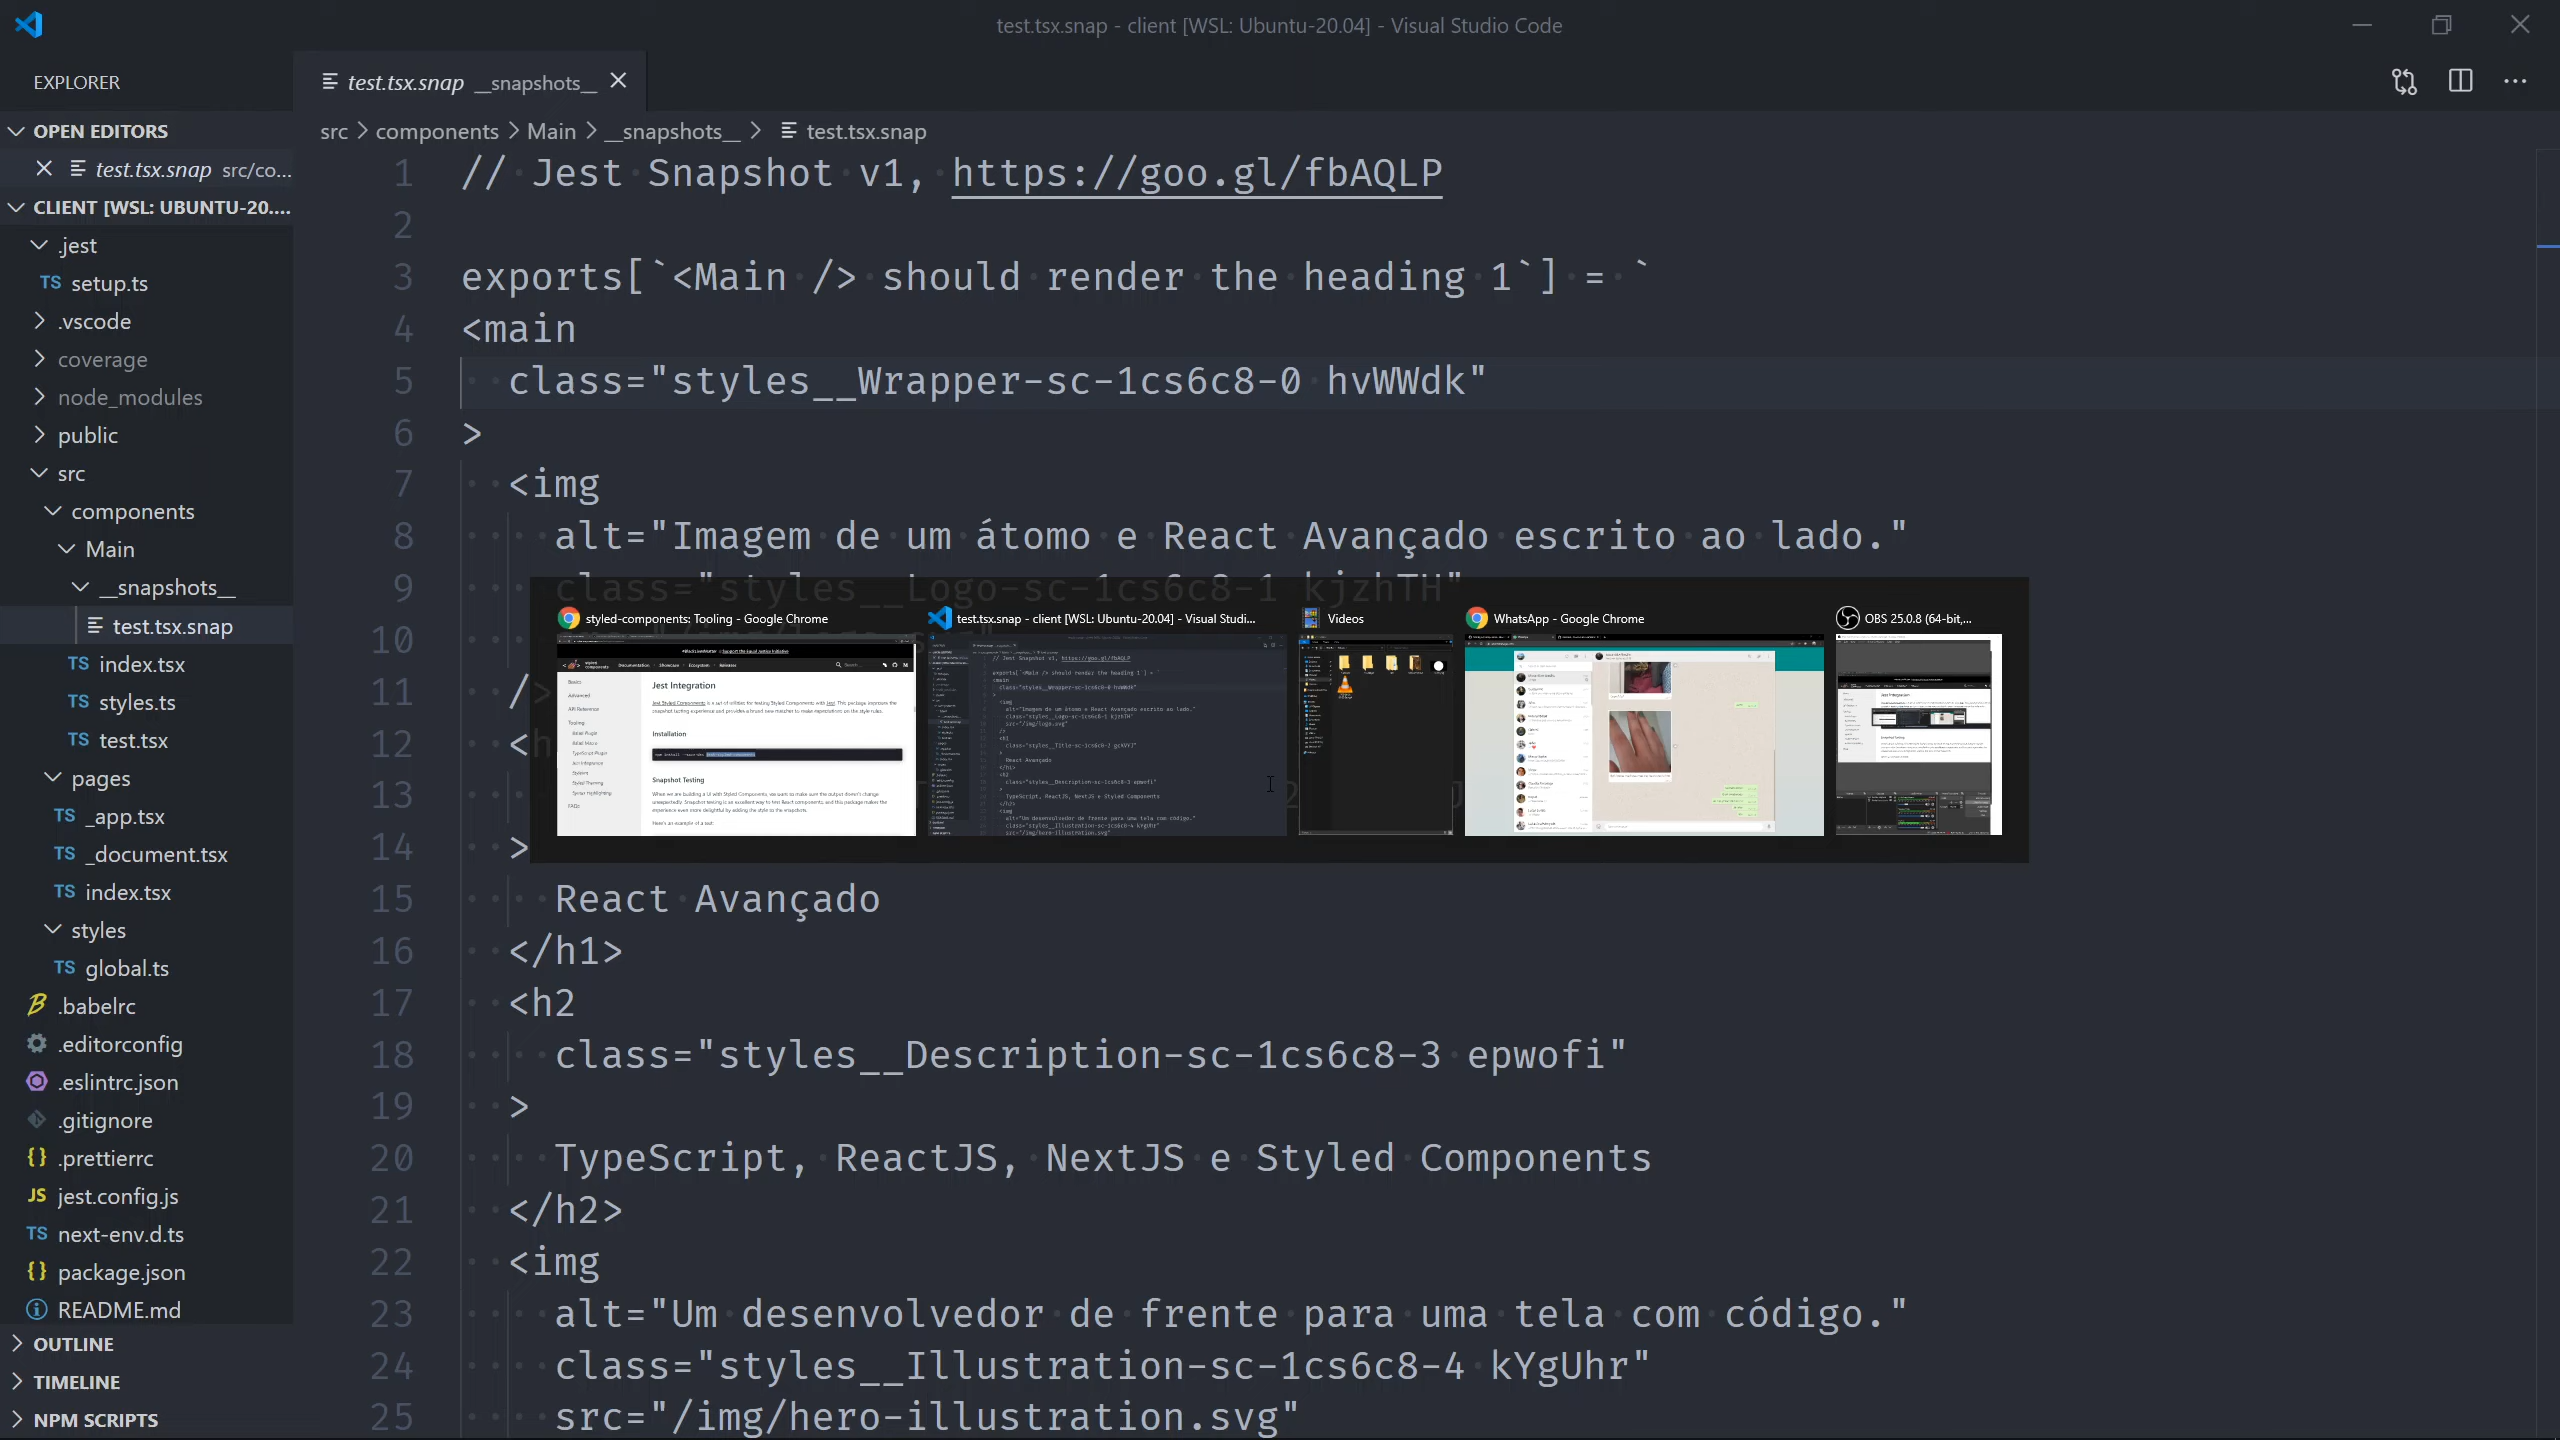 test.tsx.snap - client [WSL: Ubuntu-20.04] - Visual Studio Code
EXPLORER
test.tsx.snap __snapshots__
OPEN EDITORS
test.tsx.snap src/co...
CLIENT [WSL: UBUNTU-20....
.jest
TS setup.ts
.vscode
coverage
node_modules
public
src
components
Main
__snapshots__
test.tsx.snap
TS index.tsx
TS styles.ts
TS test.tsx
pages
TS _app.tsx
TS _document.tsx
TS index.tsx
styles
TS global.ts
.babelrc
.editorconfig
.eslintrc.json
.gitignore
{} .prettierrc
JS jest.config.js
TS next-env.d.ts
{} package.json
README.md
OUTLINE
TIMELINE
NPM SCRIPTS
src > components > Main > __snapshots__ > test.tsx.snap
1 // Jest Snapshot v1, https://goo.gl/fbAQLP
2
3 exports[`<Main /> should render the heading 1`] = `
4 <main
5 class="styles__Wrapper-sc-1cs6c8-0 hvWWdk"
6 >
7 <img
8 alt="Imagem de um átomo e React Avançado escrito ao lado."
9 class="styles__Logo-sc-1cs6c8-1 kjzhTH"
10
11 />
12 <h
13
14 >
15 React Avançado
16 </h1>
17 <h2
18 class="styles__Description-sc-1cs6c8-3 epwofi"
19 >
20 TypeScript, ReactJS, NextJS e Styled Components
21 </h2>
22 <img
23 alt="Um desenvolvedor de frente para uma tela com código."
24 class="styles__Illustration-sc-1cs6c8-4 kYgUhr"
25 src="/img/hero-illustration.svg"
styled-components: Tooling - Google Chrome
Jest Integration
Installation
Snapshot Testing
test.tsx.snap - client [WSL: Ubuntu-20.04] - Visual Studi...
Videos
WhatsApp - Google Chrome
OBS 25.0.8 (64-bit,...